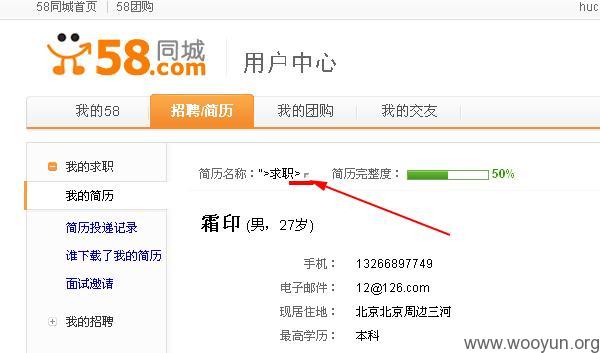 58同城首页 58团购 huc
58同城 58.com 用户中心
我的58 招聘/简历 我的团购 我的交友
我的求职
我的简历
简历投递记录
谁下载了我的简历
面试邀请
我的招聘
简历名称:">求职> 简历完整度: 50%
霜印 (男，27岁)
手机: 13266897749
电子邮件: 12@126.com
现居住地: 北京北京周边三河
最高学历: 本科
www.wooyun.org